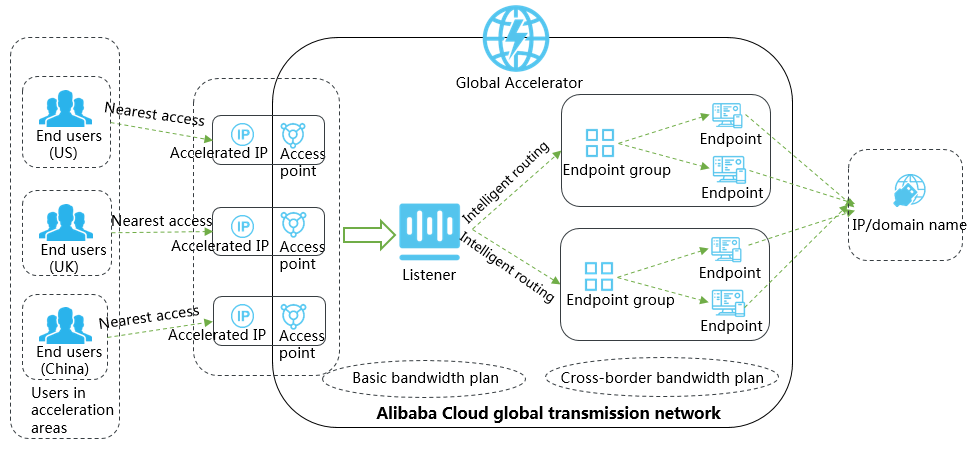 Global Accelerator
End users
(US)
Nearest access
IP
Accelerated IP
Access
point
End users
(UK)
Nearest access
IP
Accelerated IP
Access
point
End users
(China)
Nearest access
IP
Accelerated IP
Access
point
Users in
acceleration
areas
Listener
Intelligent routing
Intelligent routing
Endpoint group
Endpoint
Endpoint
Endpoint group
Endpoint
Endpoint
IP/domain name
Basic bandwidth plan
Cross-border bandwidth plan
Alibaba Cloud global transmission network